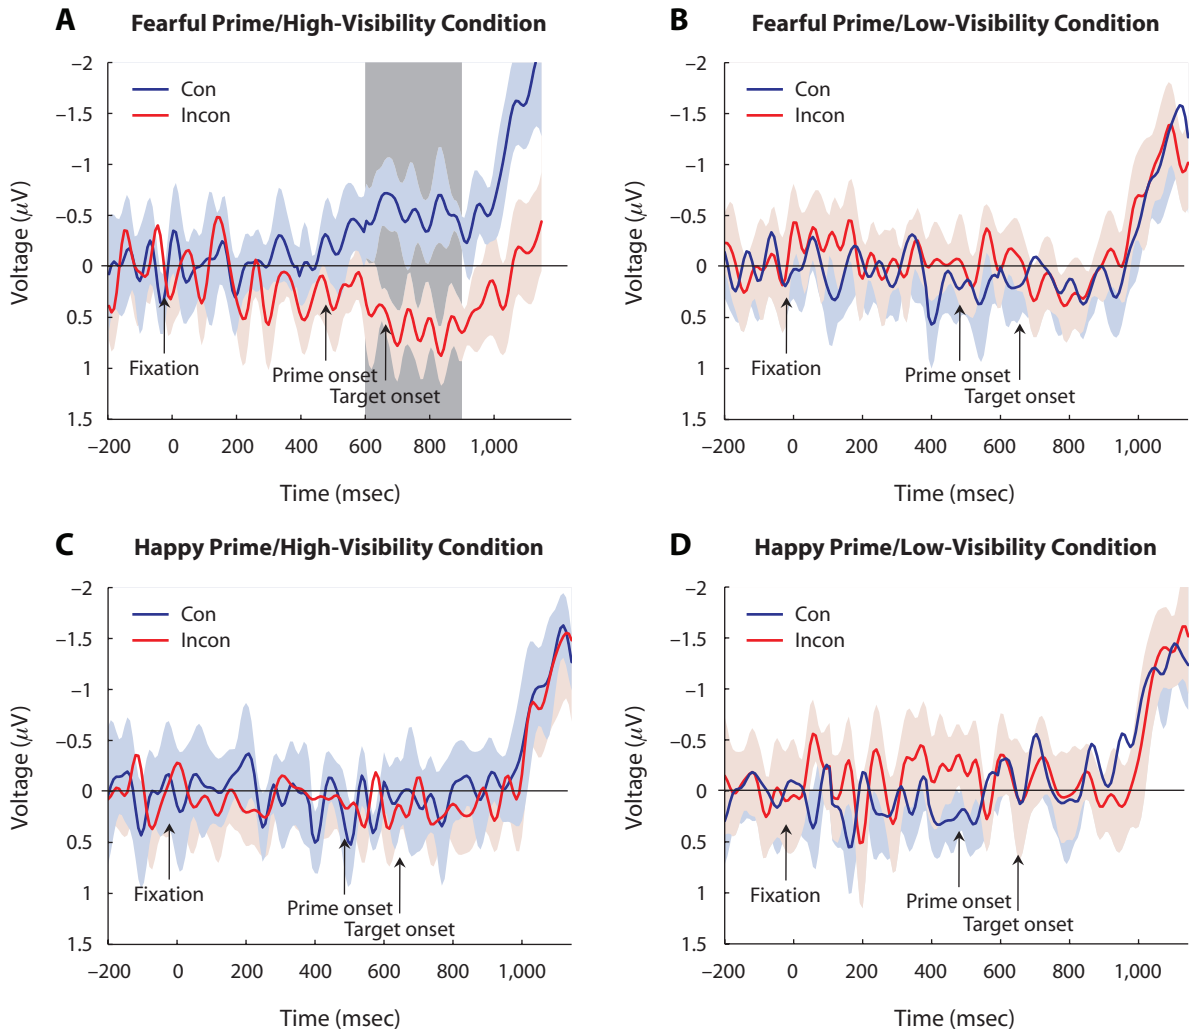 A Fearful Prime/High-Visibility Condition
−2
−1.5
−1
−0.5
0
0.5
1
1.5
Voltage (μV)
Con
Incon
Fixation
Prime onset
Target onset
−200 0 200 400 600 800 1,000
Time (msec)
B Fearful Prime/Low-Visibility Condition
−2
−1.5
−1
−0.5
0
0.5
1
1.5
Voltage (μV)
Con
Incon
Fixation
Prime onset
Target onset
−200 0 200 400 600 800 1,000
Time (msec)
C Happy Prime/High-Visibility Condition
−2
−1.5
−1
−0.5
0
0.5
1
1.5
Voltage (μV)
Con
Incon
Fixation
Prime onset
Target onset
−200 0 200 400 600 800 1,000
Time (msec)
D Happy Prime/Low-Visibility Condition
−2
−1.5
−1
−0.5
0
0.5
1
1.5
Voltage (μV)
Con
Incon
Fixation
Prime onset
Target onset
−200 0 200 400 600 800 1,000
Time (msec)